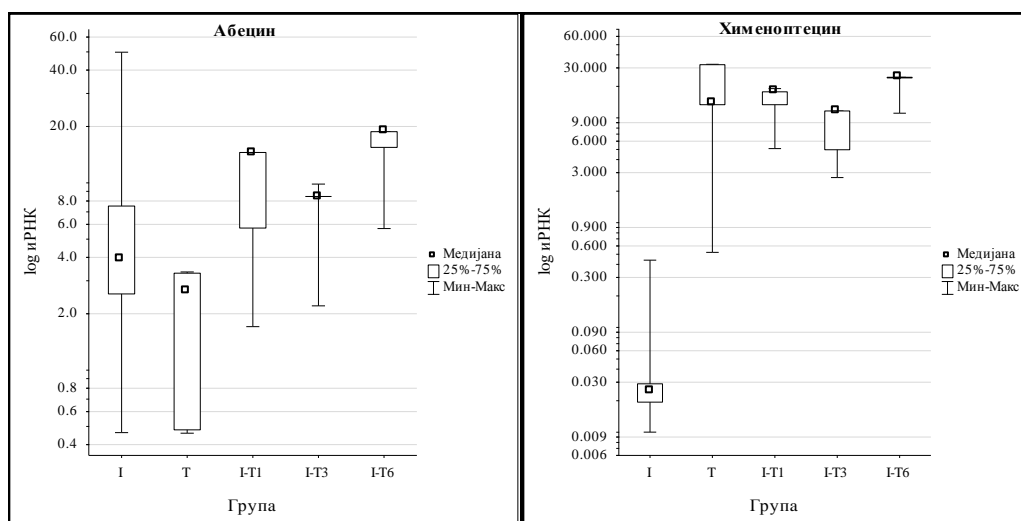 Абецин
60.0
40.0
20.0
8.0
6.0
4.0
2.0
0.8
0.6
0.4
log иРНК
I
T
I-T1
I-T3
I-T6
Група
Медијана
25%-75%
Мин-Макс
Хименоптецин
60.000
30.000
9.000
6.000
3.000
0.900
0.600
0.300
0.090
0.060
0.030
0.009
0.006
log иРНК
I
T
I-T1
I-T3
I-T6
Група
Медијана
25%-75%
Мин-Макс